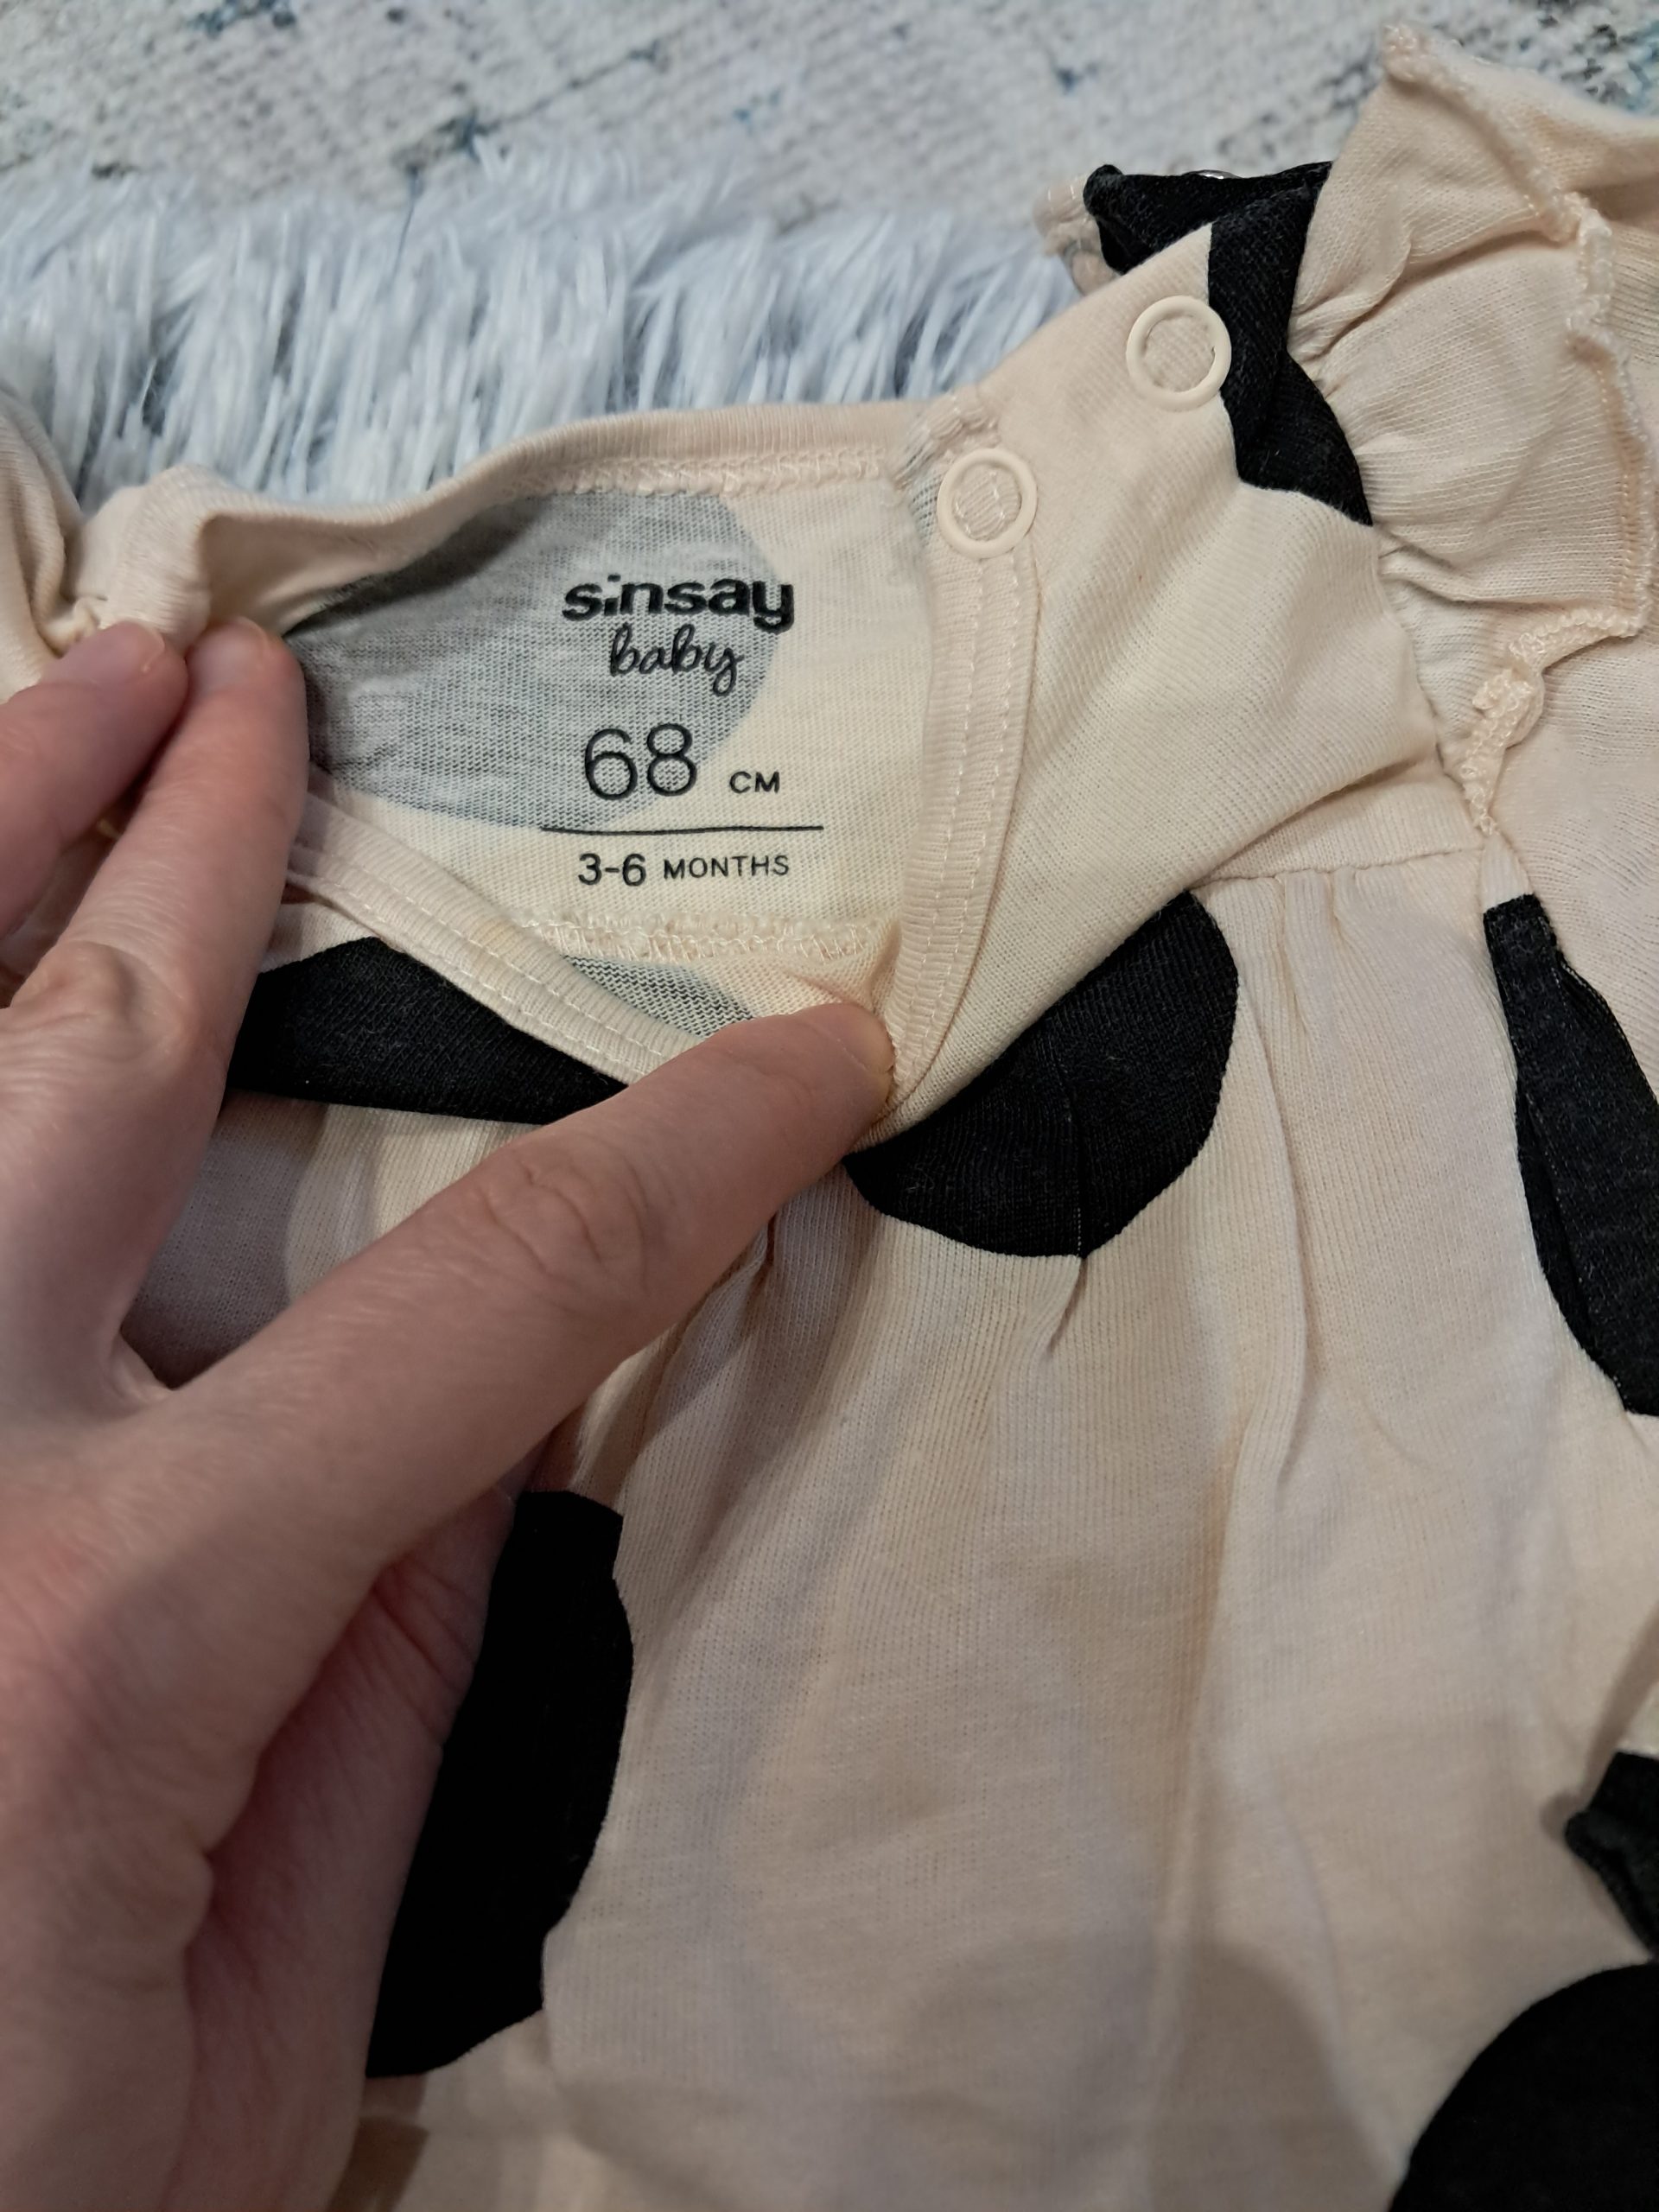 sinsay
baby
68 CM
3-6 MONTHS